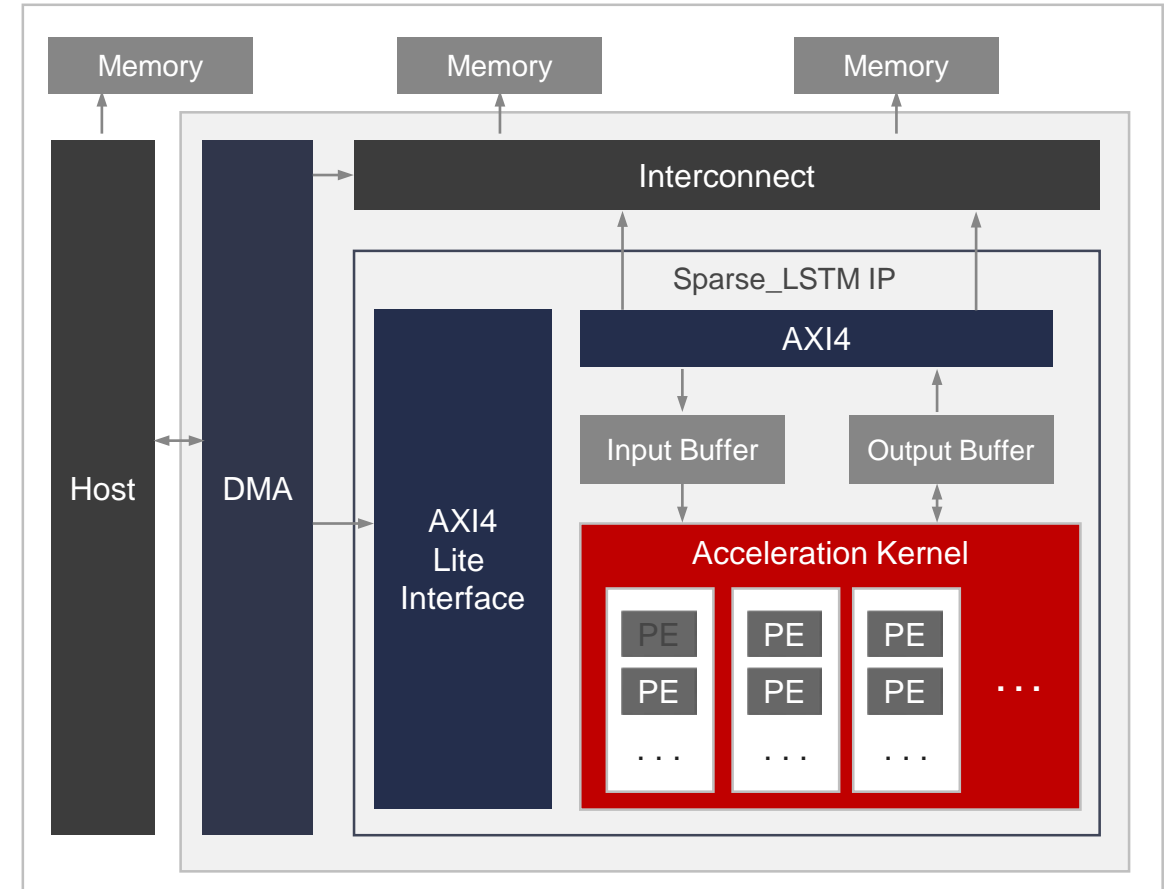 Memory
Memory
Memory
Interconnect
Sparse_LSTM IP
AXI4
Input Buffer
Output Buffer
Host
DMA
AXI4
Lite
Interface
Acceleration Kernel
PE
PE
PE
PE
PE
PE
. . .
. . .
. . .
. . .